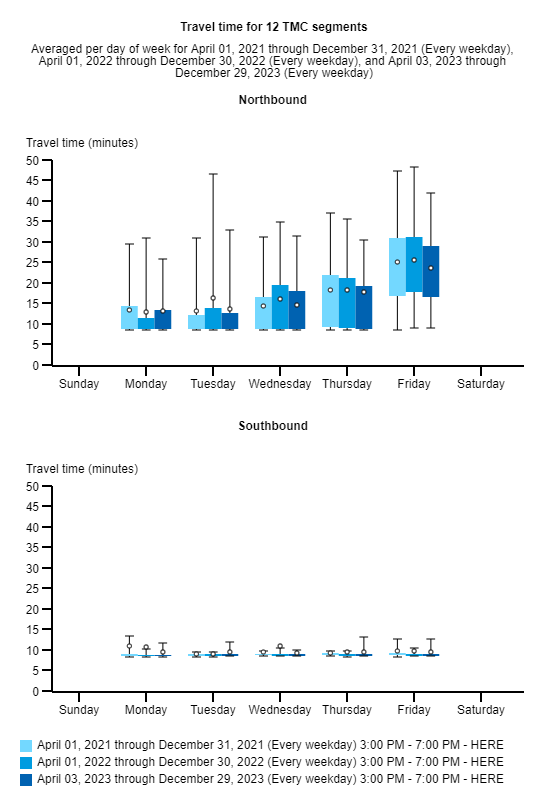 Travel time for 12 TMC segments
Averaged per day of week for April 01, 2021 through December 31, 2021 (Every weekday),
April 01, 2022 through December 30, 2022 (Every weekday), and April 03, 2023 through
December 29, 2023 (Every weekday)
Northbound
Travel time (minutes)
50
45
40
35
30
25
20
15
10
5
0
Sunday Monday Tuesday Wednesday Thursday Friday Saturday
Southbound
Travel time (minutes)
50
45
40
35
30
25
20
15
10
5
0
Sunday Monday Tuesday Wednesday Thursday Friday Saturday
April 01, 2021 through December 31, 2021 (Every weekday) 3:00 PM - 7:00 PM - HERE
April 01, 2022 through December 30, 2022 (Every weekday) 3:00 PM - 7:00 PM - HERE
April 03, 2023 through December 29, 2023 (Every weekday) 3:00 PM - 7:00 PM - HERE